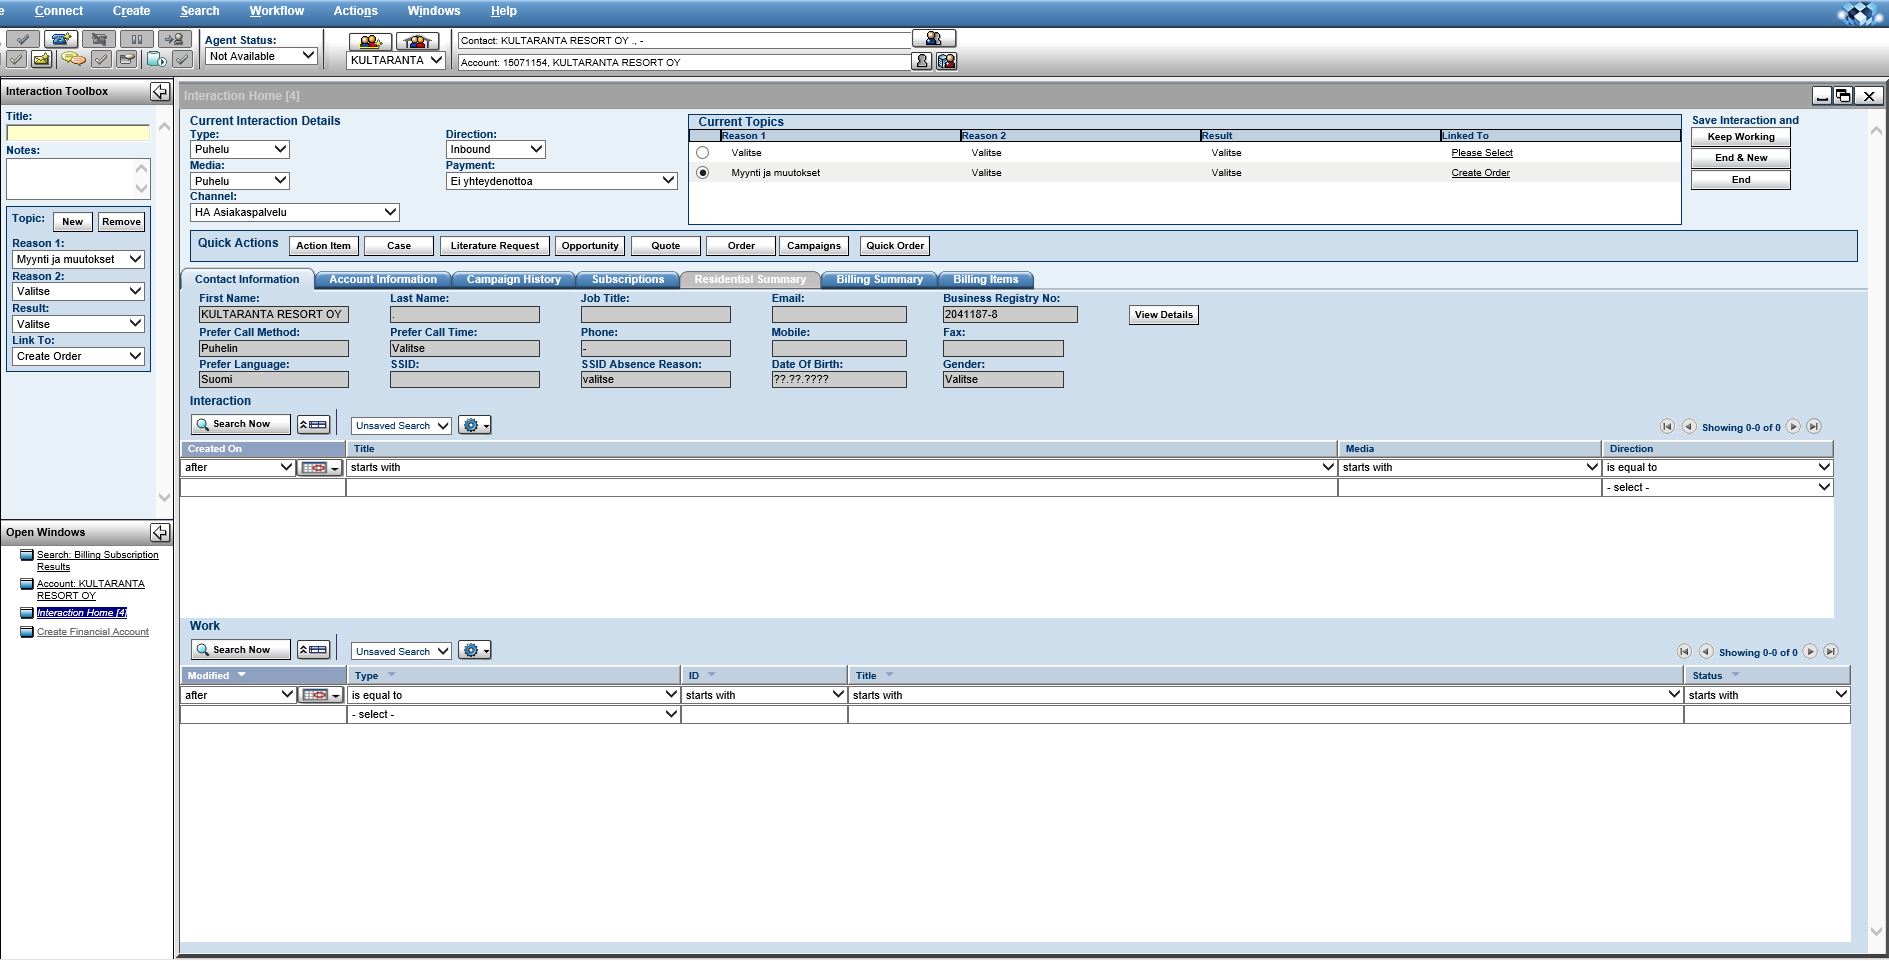 Connect Create Search Workflow Actions Windows Help
Agent Status:
Not Available
KULTARANTA
Contact: KULTARANTA RESORT OY ., -
Account: 15071154, KULTARANTA RESORT OY
Interaction Toolbox
Title:
Notes:
Topic: New Remove
Reason 1:
Myynti ja muutokset
Reason 2:
Valitse
Result:
Valitse
Link To:
Create Order
Open Windows
Search: Billing Subscription
Results
Account: KULTARANTA
RESORT OY
Interaction Home [4]
Create Financial Account
Interaction Home [4]
Current Interaction Details
Type: Direction:
Puhelu Inbound
Media: Payment:
Puhelu Ei yhteydenottoa
Channel:
HA Asiakaspalvelu
Current Topics
Reason 1 Reason 2 Result Linked To
Valitse Valitse Valitse Please Select
Myynti ja muutokset Valitse Valitse Create Order
Save Interaction and
Keep Working
End & New
End
Quick Actions Action Item Case Literature Request Opportunity Quote Order Campaigns Quick Order
Contact Information Account Information Campaign History Subscriptions Residential Summary Billing Summary Billing Items
First Name: Last Name: Job Title: Email: Business Registry No:
KULTARANTA RESORT OY . 2041187-8 View Details
Prefer Call Method: Prefer Call Time: Phone: Mobile: Fax:
Puhelin Valitse -
Prefer Language: SSID: SSID Absence Reason: Date Of Birth: Gender:
Suomi valitse ??.??.???? Valitse
Interaction
Search Now Unsaved Search Showing 0-0 of 0
Created On Title Media Direction
after starts with starts with is equal to
- select -
Work
Search Now Unsaved Search Showing 0-0 of 0
Modified Type ID Title Status
after is equal to starts with starts with starts with
- select -